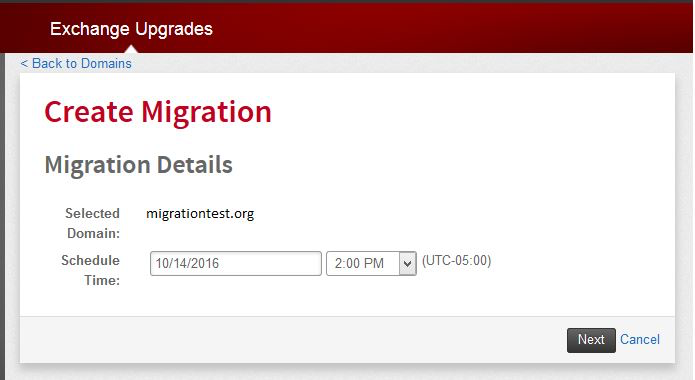 Exchange Upgrades
< Back to Domains
Create Migration
Migration Details
Selected Domain: migrationtest.org
Schedule Time: 10/14/2016 2:00 PM (UTC-05:00)
Next Cancel